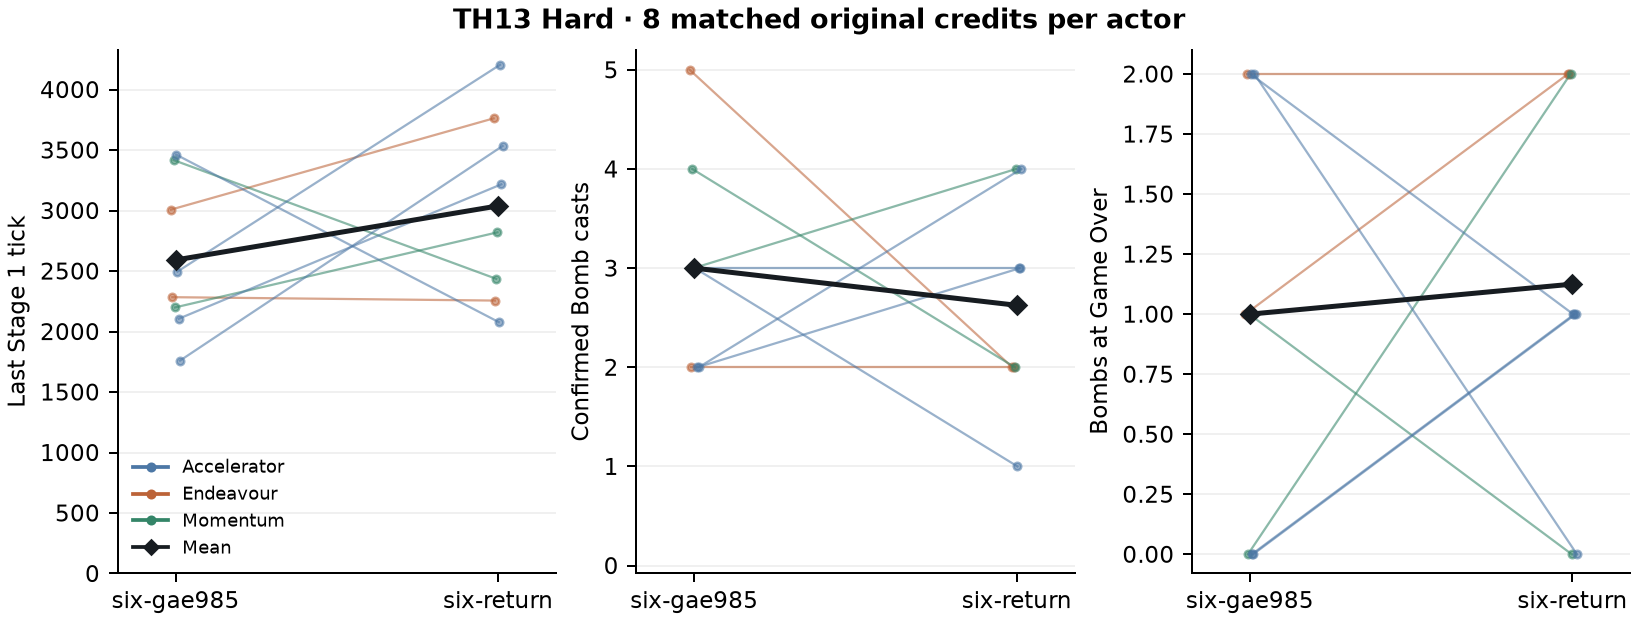 TH13 Hard · 8 matched original credits per actor
Last Stage 1 tick
4000
3500
3000
2500
2000
1500
1000
500
0
Accelerator
Endeavour
Momentum
Mean
six-gae985
six-return
Confirmed Bomb casts
5
4
3
2
1
0
six-gae985
six-return
Bombs at Game Over
2.00
1.75
1.50
1.25
1.00
0.75
0.50
0.25
0.00
six-gae985
six-return